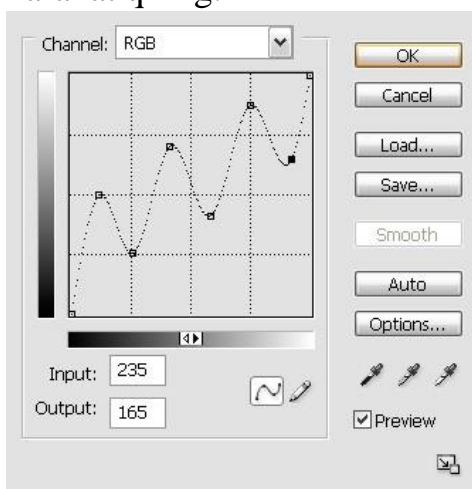 Channel: RGB
OK
Cancel
Load...
Save...
Smooth
Auto
Options...
Input: 235
Output: 165
Preview